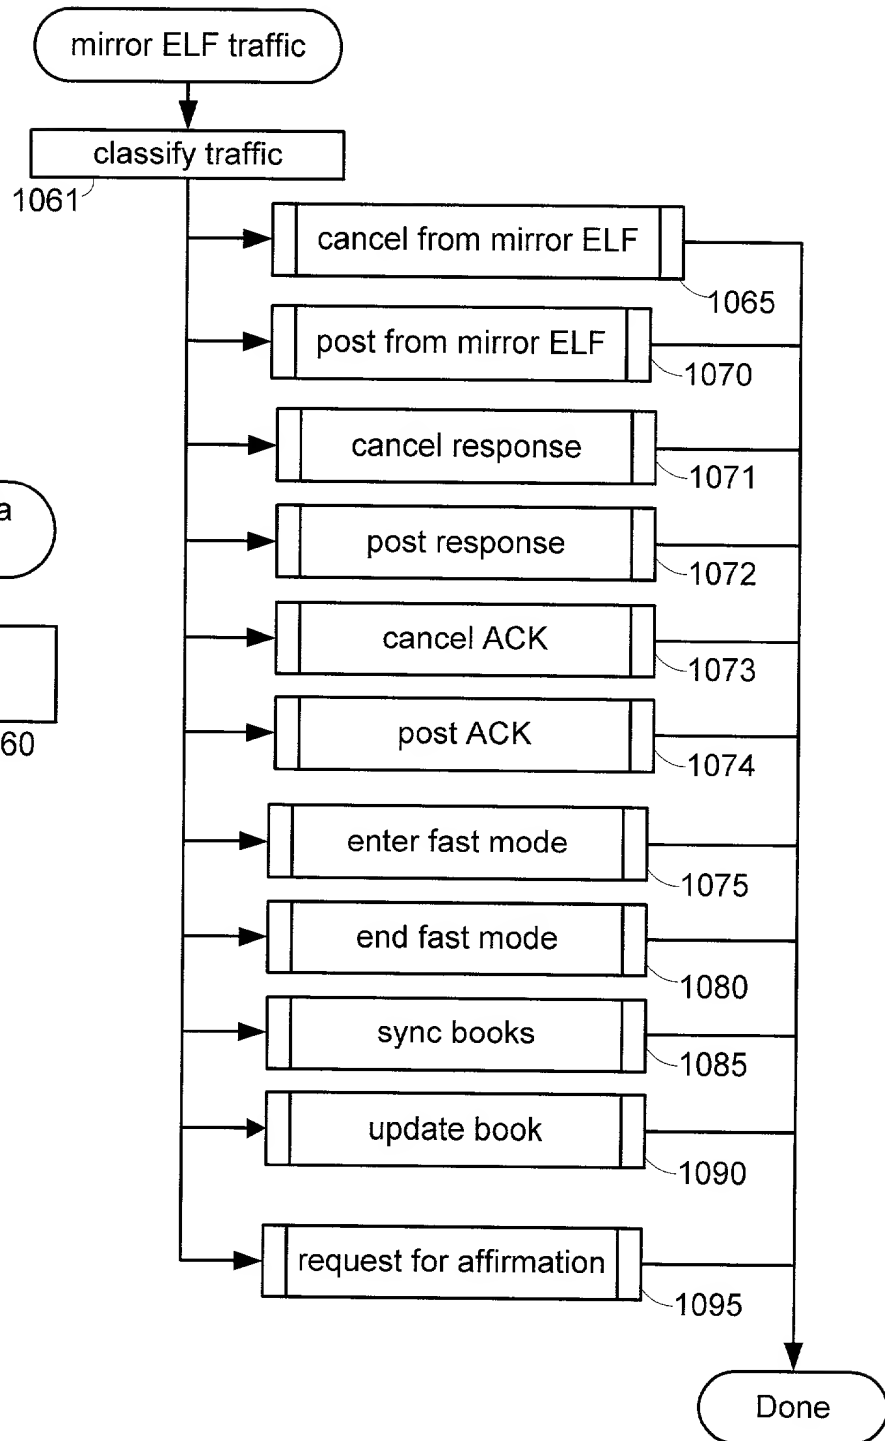 mirror ELF traffic
classify traffic
1061
cancel from mirror ELF
1065
post from mirror ELF
1070
cancel response
1071
a
post response
1072
cancel ACK
1073
60
post ACK
1074
enter fast mode
1075
end fast mode
1080
sync books
1085
update book
1090
request for affirmation
1095
Done